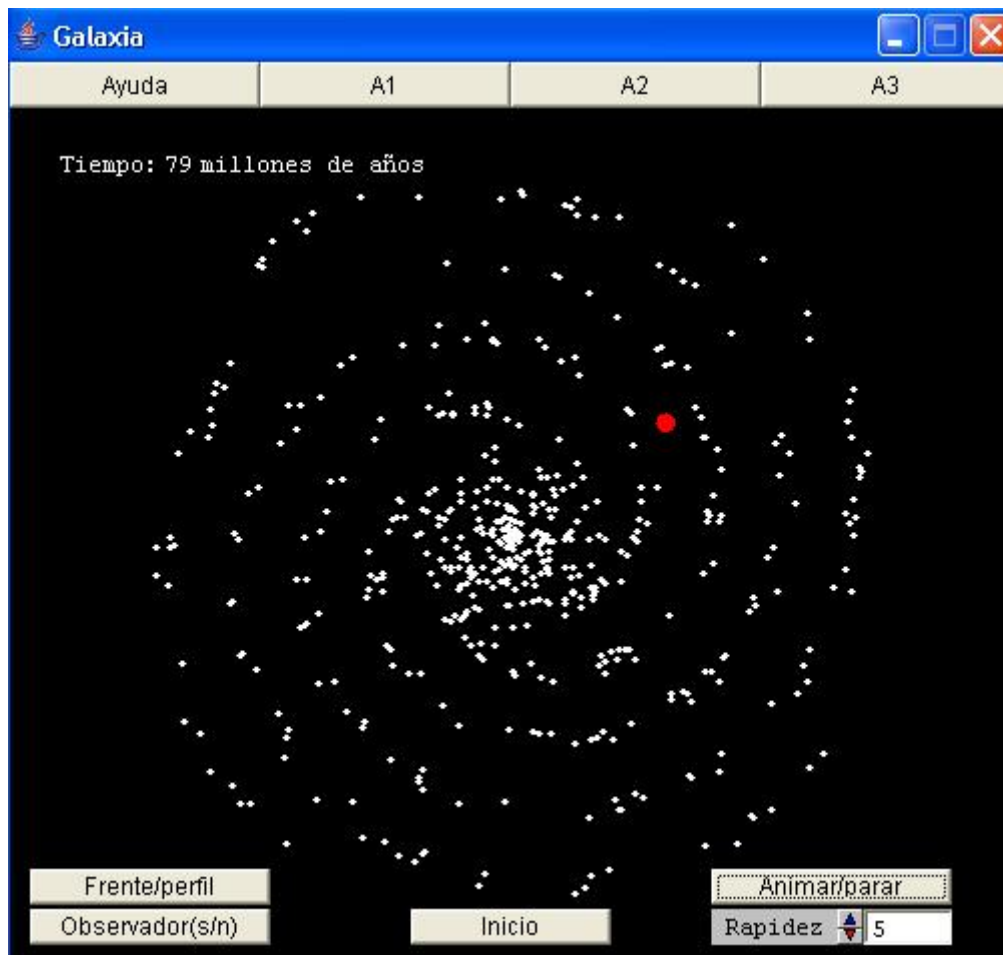 Galaxia
Ayuda A1 A2 A3
Tiempo: 79 millones de años
Frente/perfil Animar/parar
Observador(s/n) Inicio Rapidez 5